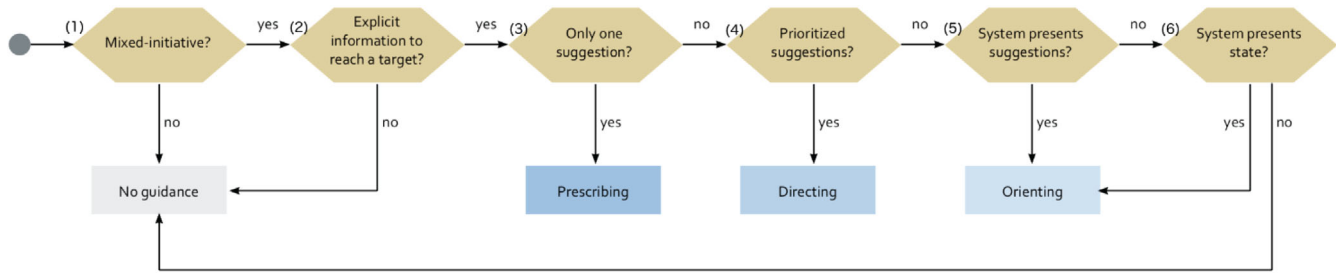 (1)
Mixed-initiative?
yes
(2)
Explicit
information to
reach a target?
yes
(3)
Only one
suggestion?
no
(4)
Prioritized
suggestions?
no
(5)
System presents
suggestions?
no
(6)
System presents
state?
no
no
yes
yes
yes
yes
no
No guidance
Prescribing
Directing
Orienting